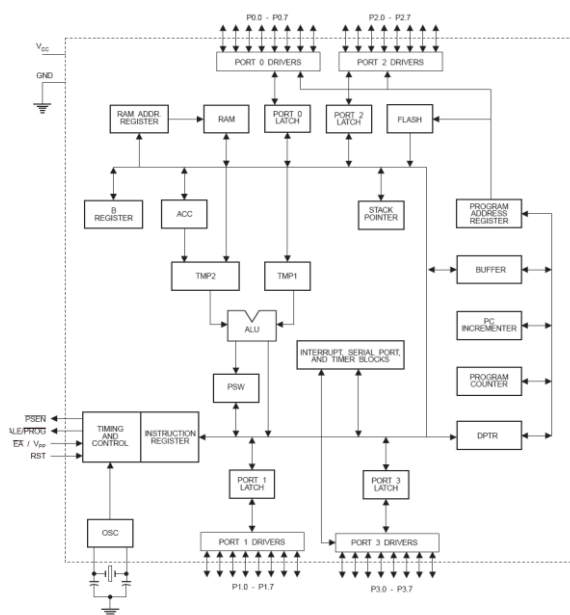 P0.0 - P0.7
P2.0 - P2.7
VCC
GND
PORT 0 DRIVERS
PORT 2 DRIVERS
RAM ADDR.
REGISTER
RAM
PORT 0
LATCH
PORT 2
LATCH
FLASH
B
REGISTER
ACC
STACK
POINTER
PROGRAM
ADDRESS
REGISTER
TMP2
TMP1
BUFFER
ALU
PC
INCREMENTER
INTERRUPT, SERIAL PORT,
AND TIMER BLOCKS
PSW
PROGRAM
COUNTER
PSEN
ALE/PROG
EA / VPP
RST
TIMING
AND
CONTROL
INSTRUCTION
REGISTER
DPTR
PORT 1
LATCH
PORT 3
LATCH
OSC
PORT 1 DRIVERS
PORT 3 DRIVERS
P1.0 - P1.7
P3.0 - P3.7